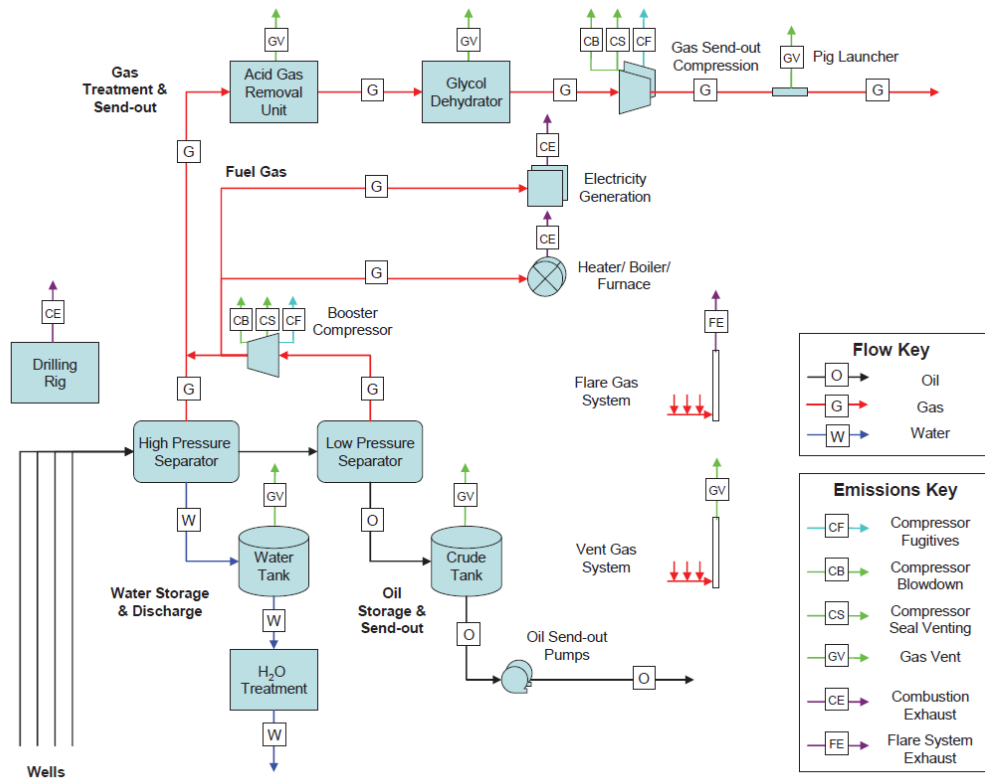 GV
GV
CB
CS
CF
GV
Gas
Treatment &
Send-out
Acid Gas
Removal
Unit
G
Glycol
Dehydrator
G
Gas Send-out
Compression
G
Pig Launcher
G
G
Fuel Gas
G
CE
Electricity
Generation
G
CE
Heater/ Boiler/
Furnace
CE
Drilling
Rig
CB
CS
CF
Booster
Compressor
G
G
FE
Flare Gas
System
High Pressure
Separator
Low Pressure
Separator
W
GV
O
GV
GV
Water
Tank
Crude
Tank
Vent Gas
System
Water Storage
& Discharge
Oil
Storage &
Send-out
W
O
Oil Send-out
Pumps
O
H2O
Treatment
W
Wells
Flow Key
O
Oil
G
Gas
W
Water
Emissions Key
CF
Compressor
Fugitives
CB
Compressor
Blowdown
CS
Compressor
Seal Venting
GV
Gas Vent
CE
Combustion
Exhaust
FE
Flare System
Exhaust